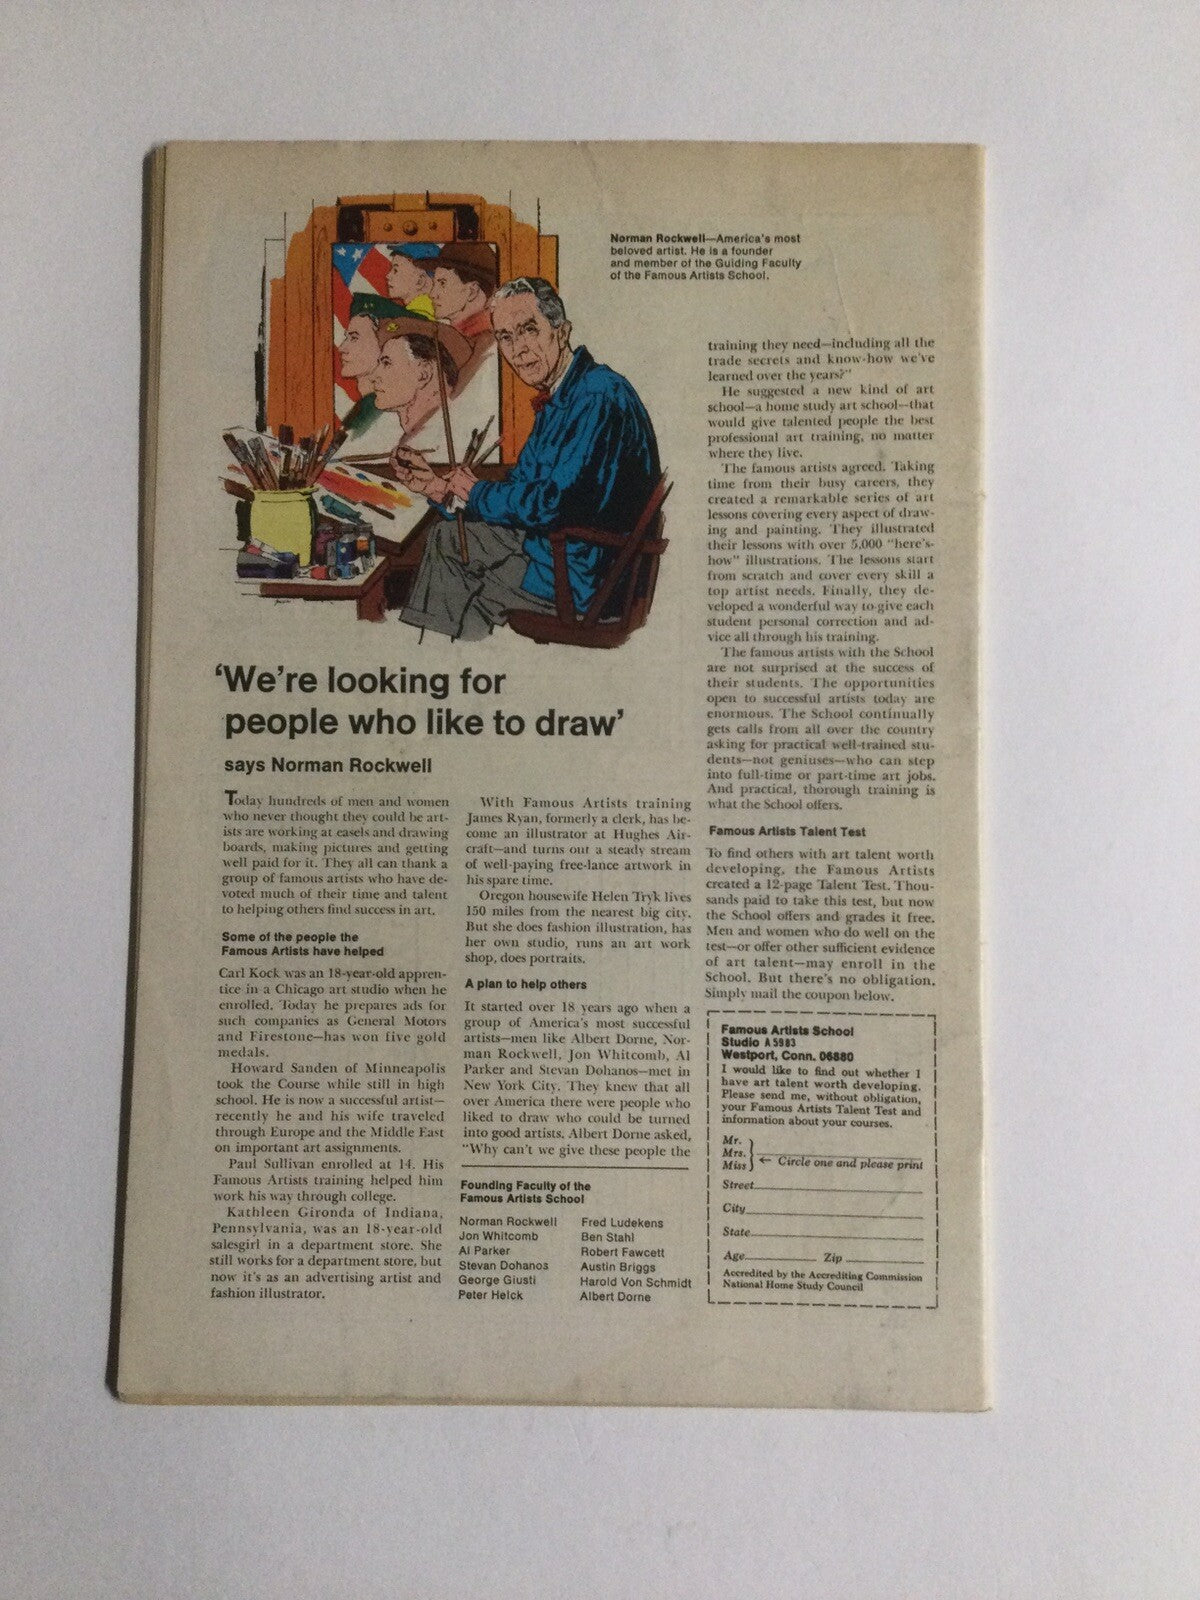 Norman Rockwell—America's most
beloved artist. He is a founder
and member of the Guiding Faculty
of the Famous Artists School.
'We're looking for
people who like to draw'
says Norman Rockwell
Today hundreds of men and women
who never thought they could be art-
ists are working at easels and drawing
boards, making pictures and getting
well paid for it. They all can thank a
group of famous artists who have de-
voted much of their time and talent
to helping others find success in art.
Some of the people the
Famous Artists have helped
Carl Kock was an 18-year-old appren-
tice in a Chicago art studio when he
enrolled. Today he prepares ads for
such companies as General Motors
and Firestone—has won five gold
medals.
Howard Sanden of Minneapolis
took the Course while still in high
school. He is now a successful artist—
recently he and his wife traveled
through Europe and the Middle East
on important art assignments.
Paul Sullivan enrolled at 14. His
Famous Artists training helped him
work his way through college.
Kathleen Gironda of Indiana,
Pennsylvania, was an 18-year-old
salesgirl in a department store. She
still works for a department store, but
now it's as an advertising artist and
fashion illustrator.
With Famous Artists training
James Ryan, formerly a clerk, has be-
come an illustrator at Hughes Air-
craft—and turns out a steady stream
of well-paying free-lance artwork in
his spare time.
Oregon housewife Helen Tryk lives
150 miles from the nearest big city.
But she does fashion illustration, has
her own studio, runs an art work
shop, does portraits.
A plan to help others
It started over 18 years ago when a
group of America's most successful
artists—men like Albert Dorne, Nor-
man Rockwell, Jon Whitcomb, Al
Parker and Stevan Dohanos—met in
New York City. They knew that all
over America there were people who
liked to draw who could be turned
into good artists. Albert Dorne asked,
"Why can't we give these people the
Founding Faculty of the
Famous Artists School
Norman Rockwell
Jon Whitcomb
Al Parker
Stevan Dohanos
George Giusti
Peter Helck
Fred Ludekens
Ben Stahl
Robert Fawcett
Austin Briggs
Harold Von Schmidt
Albert Dorne
training they need—including all the
trade secrets and know-how we've
learned over the years?"
He suggested a new kind of art
school—a home study art school—that
would give talented people the best
professional art training, no matter
where they live.
The famous artists agreed. Taking
time from their busy careers, they
created a remarkable series of art
lessons covering every aspect of draw-
ing and painting. They illustrated
their lessons with over 5,000 "here's-
how" illustrations. The lessons start
from scratch and cover every skill a
top artist needs. Finally, they de-
veloped a wonderful way to give each
student personal correction and ad-
vice all through his training.
The famous artists with the School
are not surprised at the success of
their students. The opportunities
open to successful artists today are
enormous. The School continually
gets calls from all over the country
asking for practical well-trained stu-
dents—not geniuses—who can step
into full-time or part-time art jobs.
And practical, thorough training is
what the School offers.
Famous Artists Talent Test
To find others with art talent worth
developing, the Famous Artists
created a 12-page Talent Test. Thou-
sands paid to take this test, but now
the School offers and grades it free.
Men and women who do well on the
test—or offer other sufficient evidence
of art talent—may enroll in the
School. But there's no obligation.
Simply mail the coupon below.
Famous Artists School
Studio A 5983
Westport, Conn. 06880
I would like to find out whether I
have art talent worth developing.
Please send me, without obligation,
your Famous Artists Talent Test and
information about your courses.
Mr.
Mrs.
Miss ← Circle one and please print
Street
City
State
Age Zip
Accredited by the Accrediting Commission
National Home Study Council